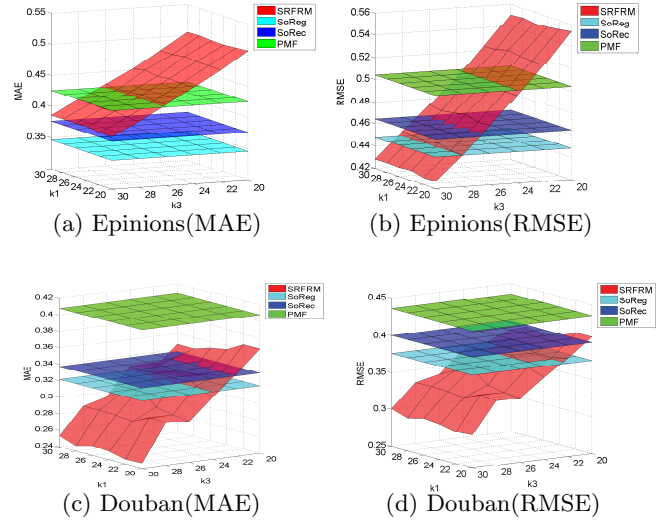 0.55
0.5
0.45
0.4
0.35
30
28
26
24
22
20
30
28
26
24
22
20
MAE
k1
k3
SRFRM
SoReg
SoRec
PMF
(a) Epinions(MAE)
0.56
0.54
0.52
0.5
0.48
0.46
0.44
0.42
30
28
26
24
22
20
30
28
26
24
22
20
RMSE
k1
k3
SRFRM
SoReg
SoRec
PMF
(b) Epinions(RMSE)
0.42
0.4
0.38
0.36
0.34
0.32
0.3
0.28
0.26
0.24
30
28
26
24
22
20
30
28
26
24
22
20
MAE
k1
k3
SRFRM
SoReg
SoRec
PMF
(c) Douban(MAE)
0.45
0.4
0.35
0.3
0.25
30
28
26
24
22
20
30
28
26
24
22
20
RMSE
k1
k3
SRFRM
SoReg
SoRec
PMF
(d) Douban(RMSE)